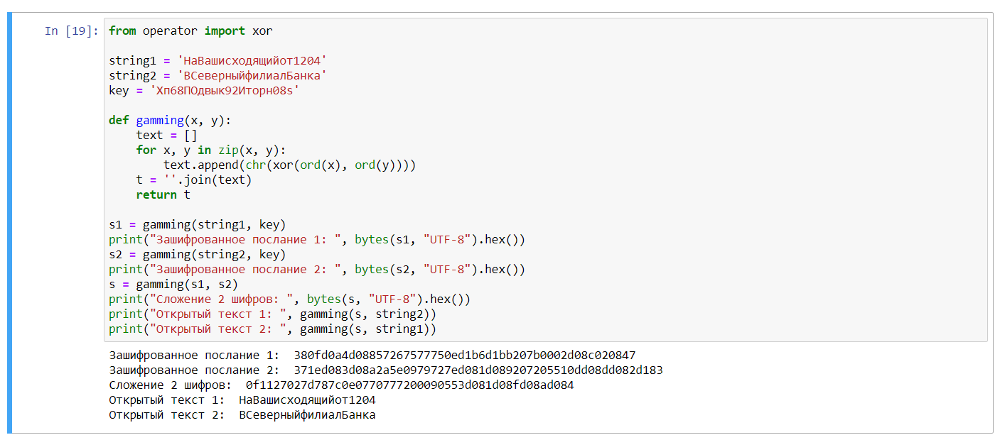 In [19]: from operator import xor
string1 = 'НаВашисходящийот1204'
string2 = 'ВСеверныйфилиалБанка'
key = 'Хп68ПОдвык92Иторн08s'
def gamming(x, y):
text = []
for x, y in zip(x, y):
text.append(chr(xor(ord(x), ord(y))))
t = ''.join(text)
return t
s1 = gamming(string1, key)
print("Зашифрованное послание 1: ", bytes(s1, "UTF-8").hex())
s2 = gamming(string2, key)
print("Зашифрованное послание 2: ", bytes(s2, "UTF-8").hex())
s = gamming(s1, s2)
print("Сложение 2 шифров: ", bytes(s, "UTF-8").hex())
print("Открытый текст 1: ", gamming(s, string2))
print("Открытый текст 2: ", gamming(s, string1))
Зашифрованное послание 1:  380fd0a4d08857267577750ed1b6d1bb207b0002d08c020847
Зашифрованное послание 2:  371ed083d08a2a5e0979727ed081d089207205510dd08dd082d183
Сложение 2 шифров:  0f1127027d787c0e0770777200090553d081d08fd08ad084
Открытый текст 1:  НаВашисходящийот1204
Открытый текст 2:  ВСеверныйфилиалБанка